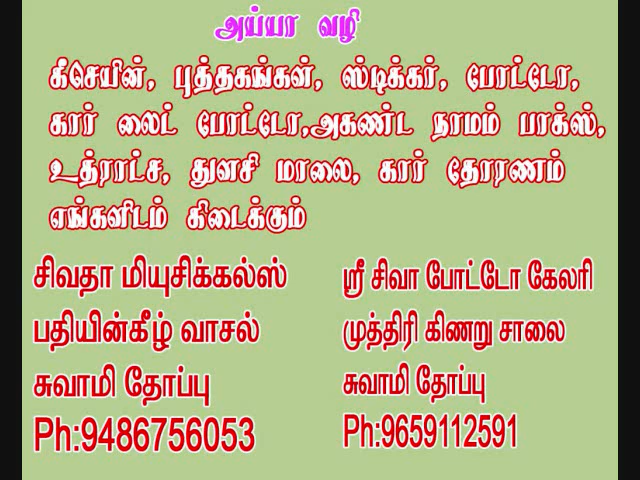 அய்யா வழி
கீசெயின், புத்தகங்கள், ஸ்டிக்கர், போட்டோ,
கார் லைட் போட்டோ,அகண்ட நாமம் பாக்ஸ்,
உத்ராட்ச, துளசி மாலை, கார் தோரணம்
எங்களிடம் கிடைக்கும்
சிவதா மியுசிக்கல்ஸ்
பதியின்கீழ் வாசல்
சுவாமி தோப்பு
Ph:9486756053
ஸ்ரீ சிவா போட்டோ கேலரி
முத்திரி கிணறு சாலை
சுவாமி தோப்பு
Ph:9659112591